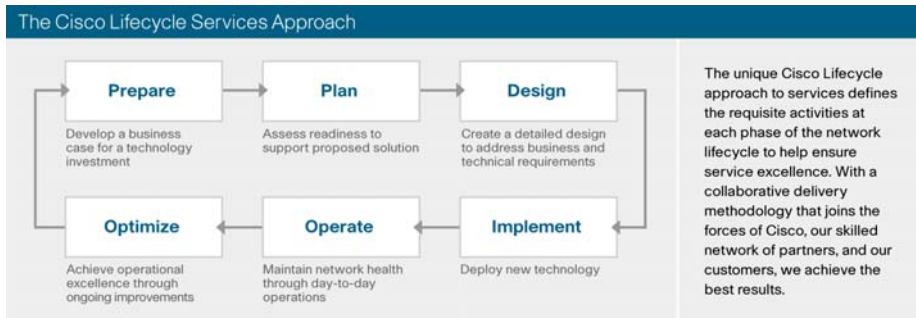 The Cisco Lifecycle Services Approach
Prepare
Develop a business
case for a technology
investment
Plan
Assess readiness to
support proposed solution
Design
Create a detailed design
to address business and
technical requirements
Optimize
Achieve operational
excellence through
ongoing improvements
Operate
Maintain network health
through day-to-day
operations
Implement
Deploy new technology
The unique Cisco Lifecycle
approach to services defines
the requisite activities at
each phase of the network
lifecycle to help ensure
service excellence. With a
collaborative delivery
methodology that joins the
forces of Cisco, our skilled
network of partners, and our
customers, we achieve the
best results.